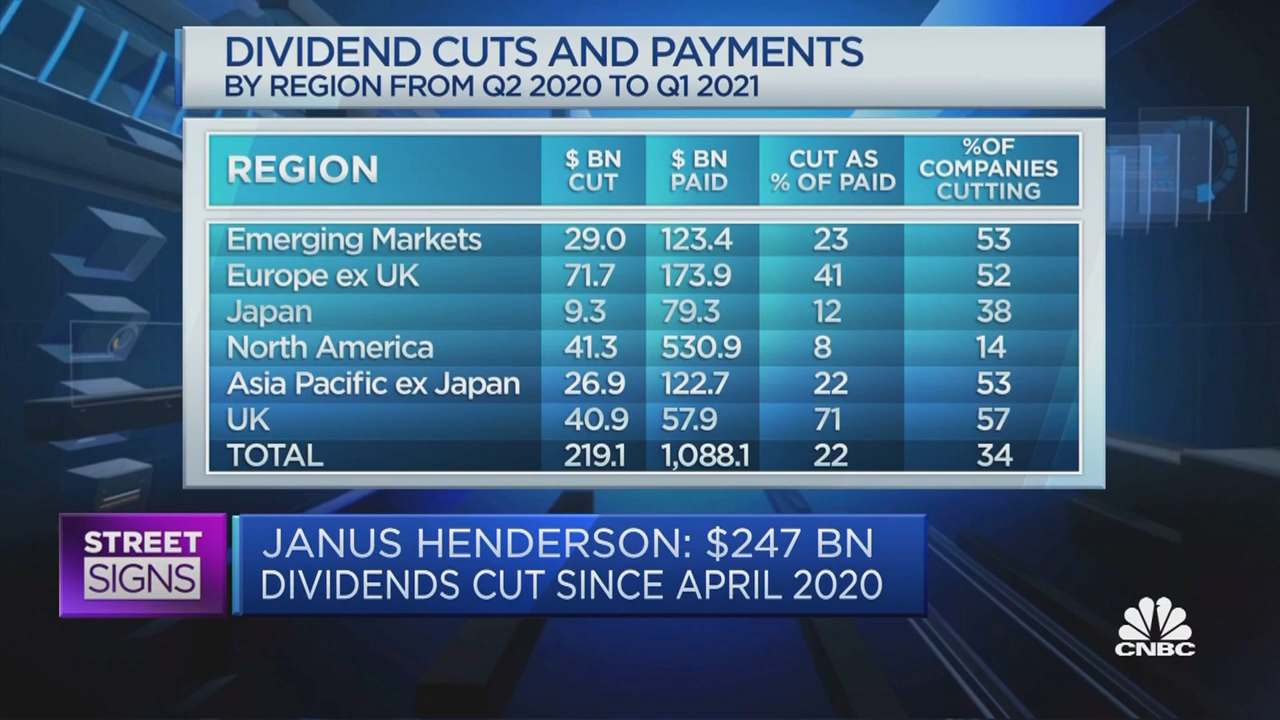 DIVIDEND CUTS AND PAYMENTS
BY REGION FROM Q2 2020 TO Q1 2021
REGION $ BN CUT $ BN PAID CUT AS % OF PAID %OF COMPANIES CUTTING
Emerging Markets 29.0 123.4 23 53
Europe ex UK 71.7 173.9 41 52
Japan 9.3 79.3 12 38
North America 41.3 530.9 8 14
Asia Pacific ex Japan 26.9 122.7 22 53
UK 40.9 57.9 71 57
TOTAL 219.1 1,088.1 22 34
STREET
SIGNS
JANUS HENDERSON: $247 BN
DIVIDENDS CUT SINCE APRIL 2020
CNBC